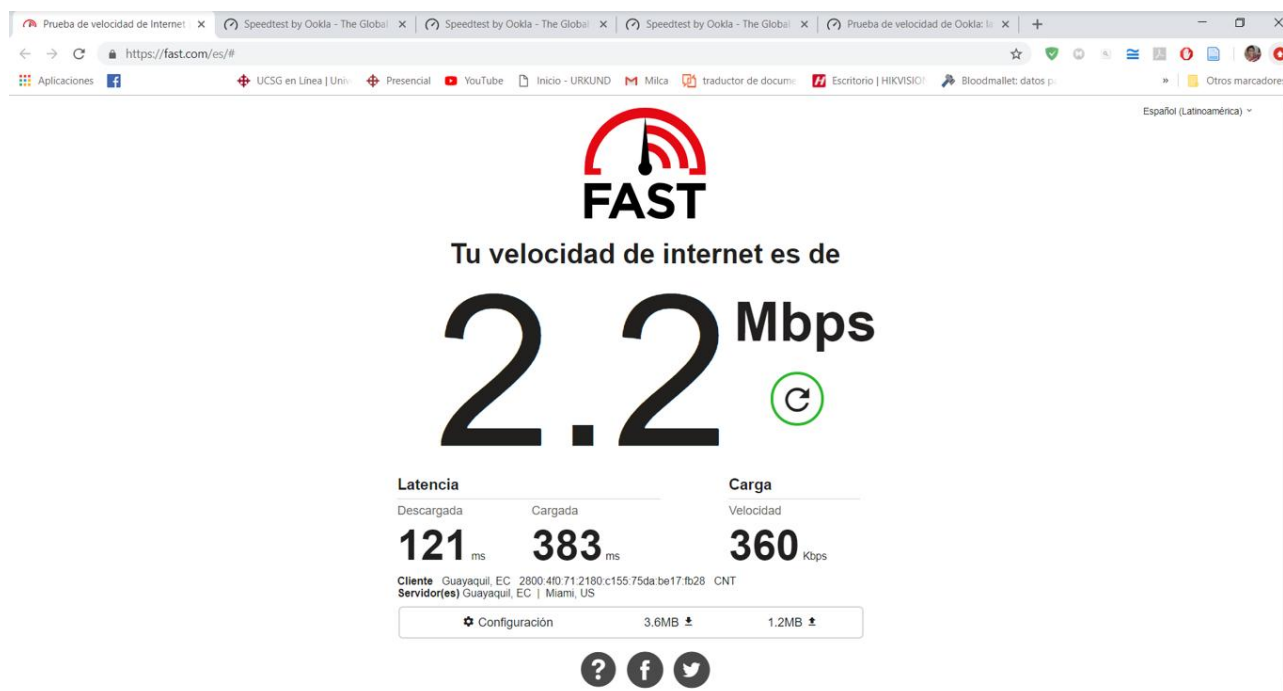 Prueba de velocidad de Internet
Speedtest by Ookla - The Global
Speedtest by Ookla - The Global
Speedtest by Ookla - The Global
Prueba de velocidad de Ookla: la
https://fast.com/es/#
Aplicaciones
UCSG en Línea | Univ
Presencial
YouTube
Inicio - URKUND
Milca
traductor de docume
Escritorio | HIKVISION
Bloodmallet: datos p
»
Otros marcadores
Español (Latinoamérica)
FAST
Tu velocidad de internet es de
2.2 Mbps
Latencia
Carga
Descargada
Cargada
Velocidad
121 ms
383 ms
360 Kbps
Cliente Guayaquil, EC 2800:4f0:71:2180:c155:75da:be17:fb28 CNT
Servidor(es) Guayaquil, EC | Miami, US
Configuración 3.6MB 1.2MB